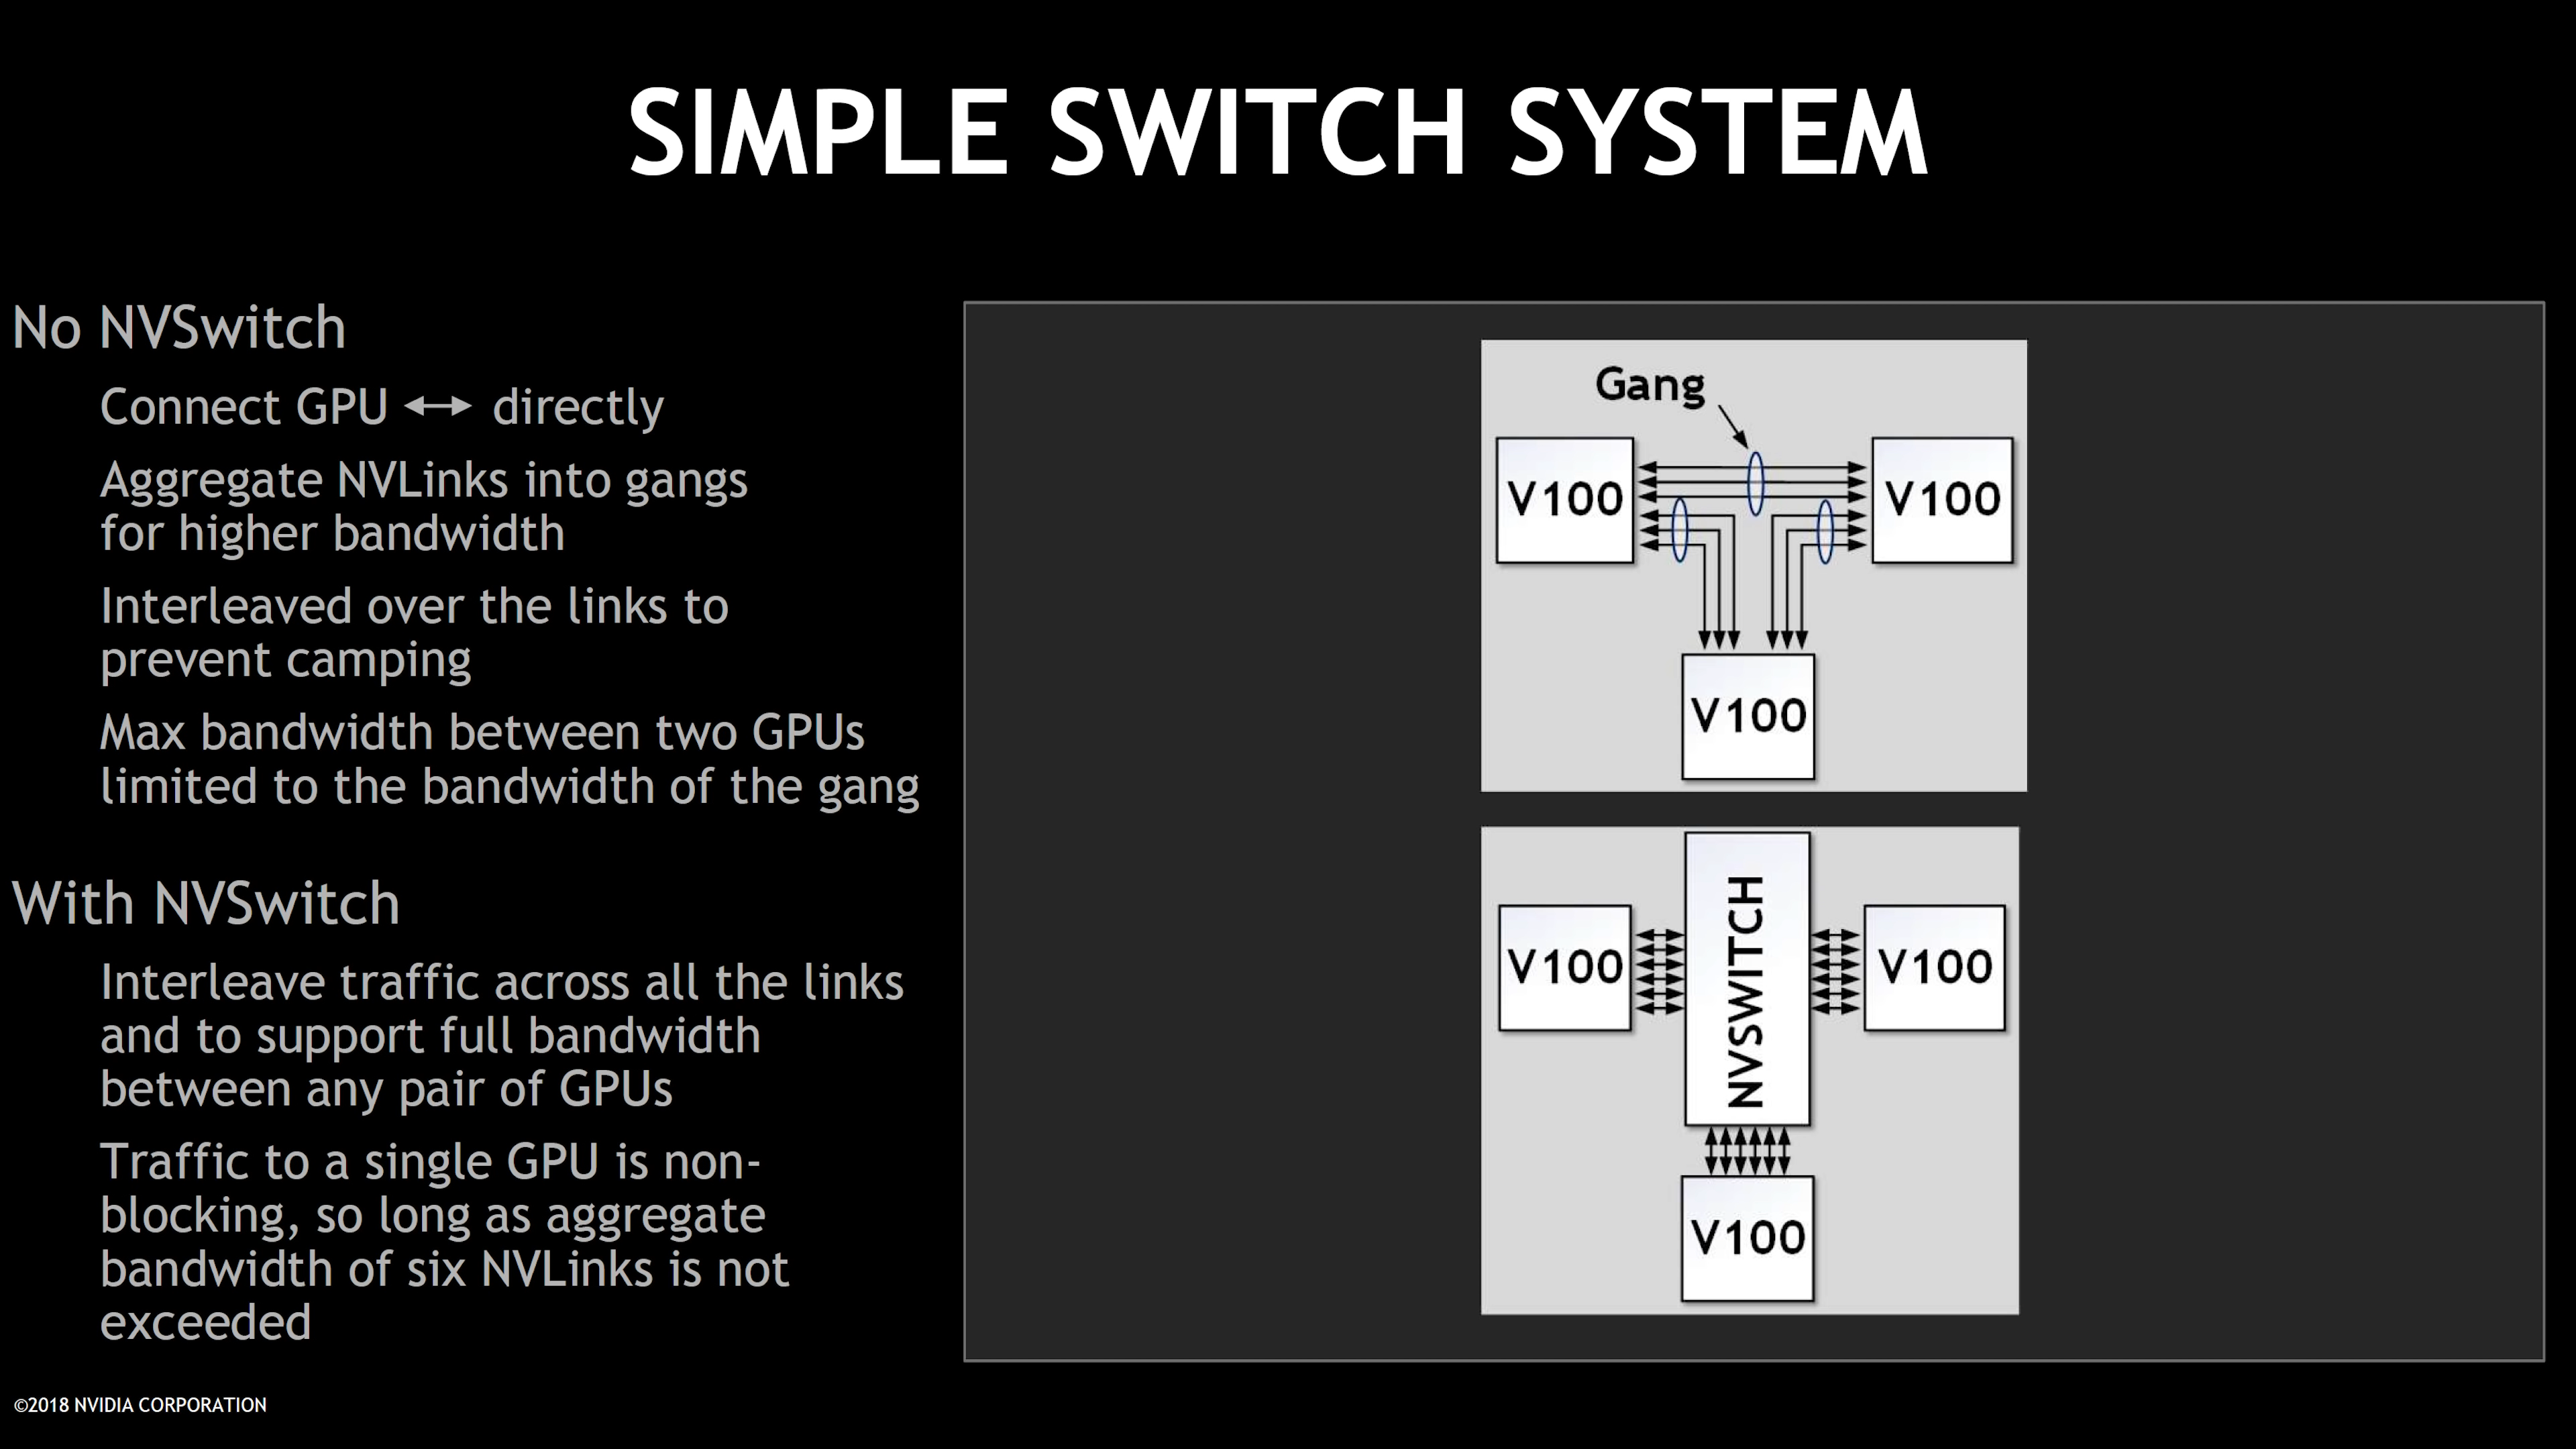 SIMPLE SWITCH SYSTEM
No NVSwitch
Connect GPU ↔ directly
Aggregate NVLinks into gangs
for higher bandwidth
Interleaved over the links to
prevent camping
Max bandwidth between two GPUs
limited to the bandwidth of the gang
With NVSwitch
Interleave traffic across all the links
and to support full bandwidth
between any pair of GPUs
Traffic to a single GPU is non-
blocking, so long as aggregate
bandwidth of six NVLinks is not
exceeded
Gang
V100
V100
V100
NVSWITCH
V100
V100
V100
©2018 NVIDIA CORPORATION